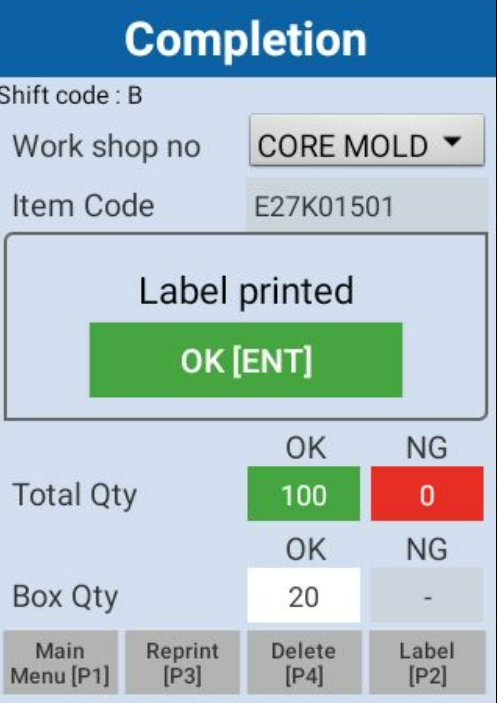 Completion
Shift code : B
Work shop no CORE MOLD
Item Code E27K01501
Label printed
OK [ENT]
OK NG
Total Qty 100 0
OK NG
Box Qty 20 -
Main Menu [P1] Reprint [P3] Delete [P4] Label [P2]